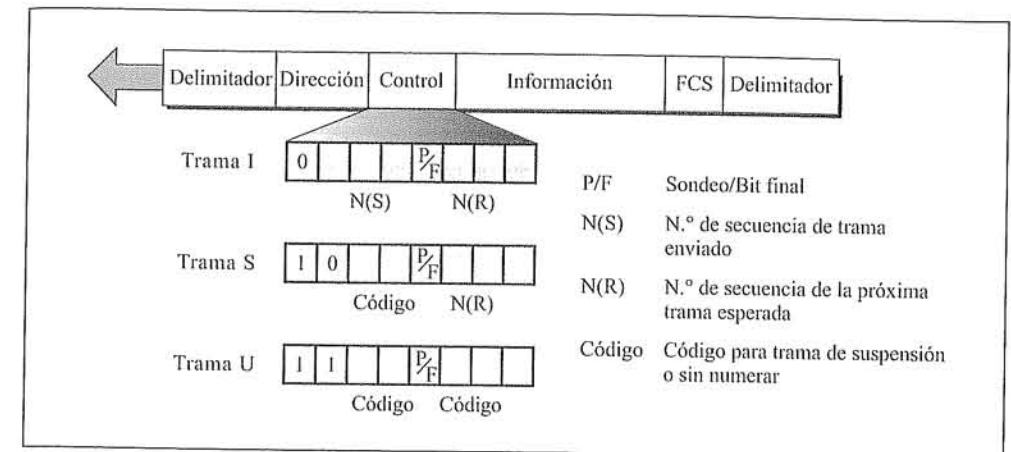 Delimitador Dirección Control Información FCS Delimitador
Trama I 0 P/F
N(S) N(R)
Trama S 1 0 P/F
Código N(R)
Trama U 1 1 P/F
Código Código
P/F Sondeo/Bit final
N(S) N.º de secuencia de trama
enviado
N(R) N.º de secuencia de la próxima
trama esperada
Código Código para trama de suspensión
o sin numerar